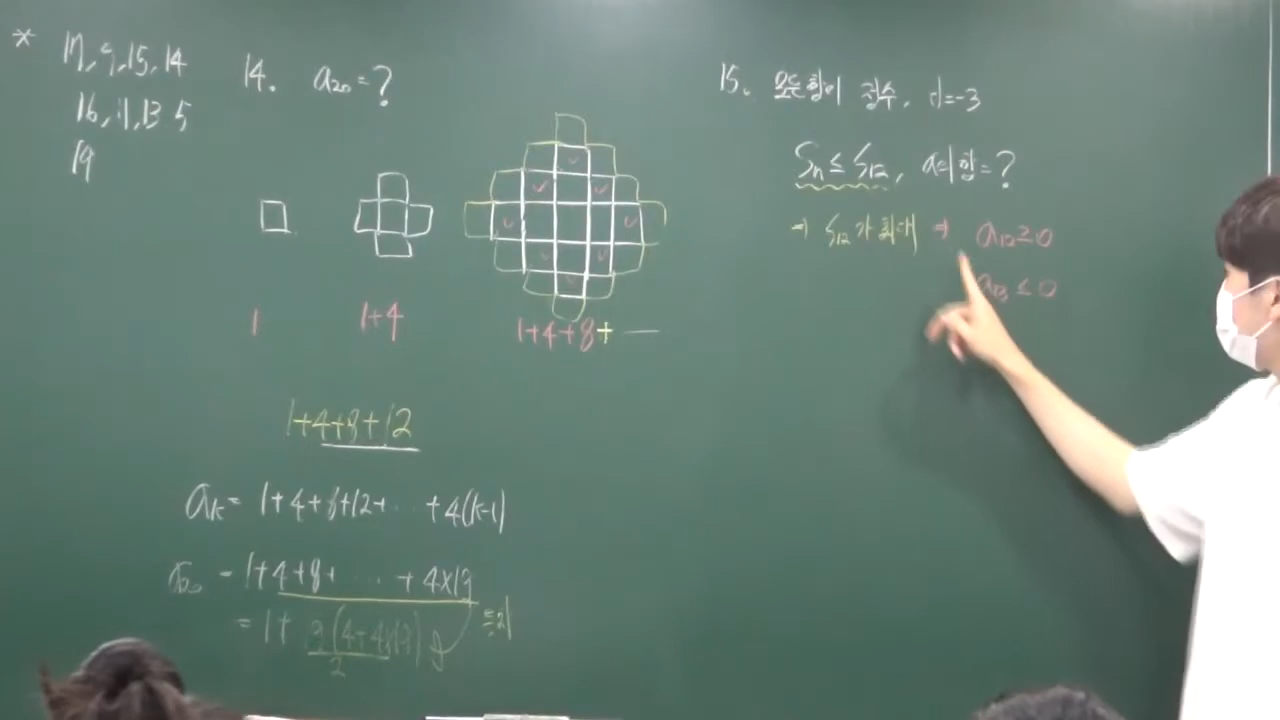 * 17, 9, 15, 14
16, 11, 13 5
19
14. a₂₀ = ?
1
1+4
1+4+8+ —
1+4+8+12
aₖ = 1+4+8+12+ ··· +4(k-1)
= 1+4+8+ ··· + 4×19
= 1+ 19(4+4×19) / 2
등차
15. 모든 항이 정수, d=-3
Sₙ ≤ S₁₂, a의 합 = ?
⇒ S₁₂가 최대 ⇒ a₁₂ ≥ 0
a₁₃ ≤ 0